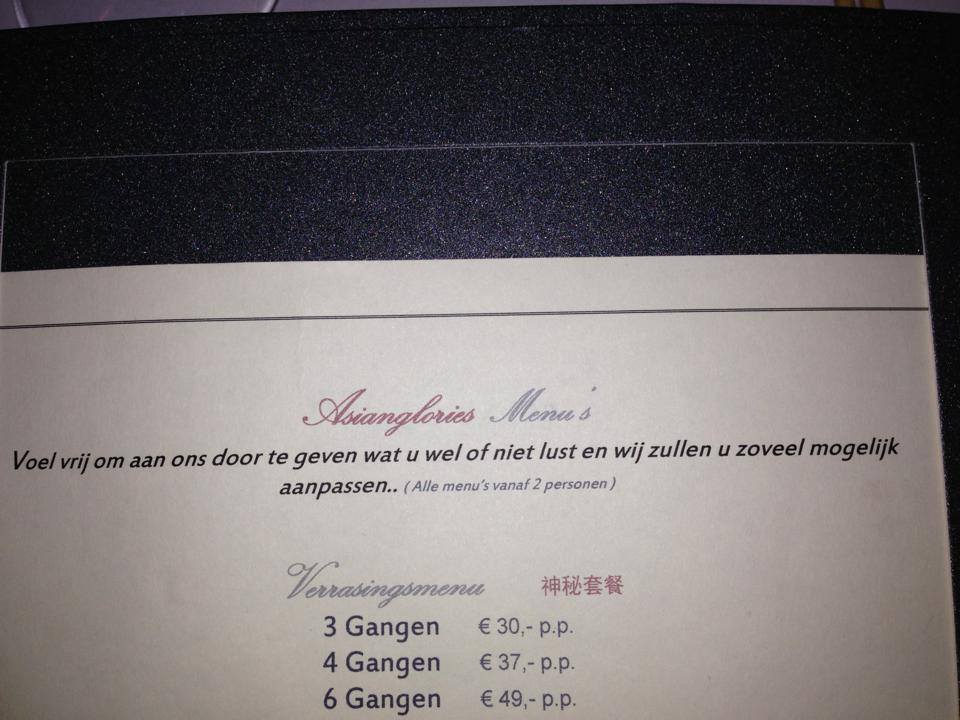 Asianglories Menu's
Voel vrij om aan ons door te geven wat u wel of niet lust en wij zullen u zoveel mogelijk
aanpassen.. ( Alle menu's vanaf 2 personen )
Verrasingsmenu 神秘套餐
3 Gangen € 30,- p.p.
4 Gangen € 37,- p.p.
6 Gangen € 49,- p.p.